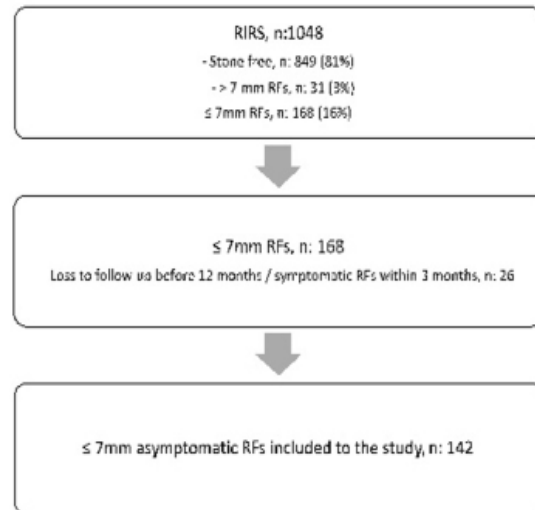 RIRS, n:1048
- Stone free, n: 849 (81%)
- > 7 mm RFs, n: 31 (3%)
≤ 7mm RFs, n: 168 (16%)
≤ 7mm RFs, n: 168
Loss to follow up before 12 months / symptomatic RFs within 3 months, n: 26
≤ 7mm asymptomatic RFs included to the study, n: 142